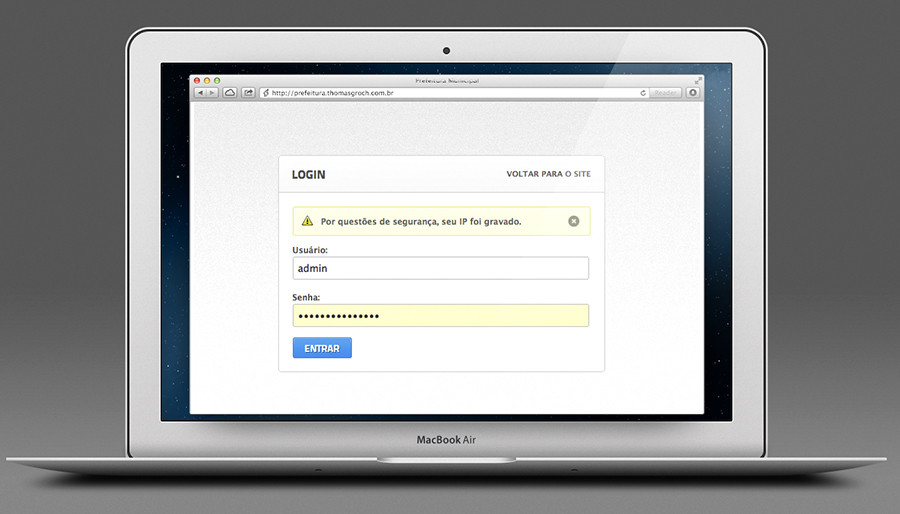 Prefeitura Municipal
http://prefeitura.thomasgroch.com.br
Reader
LOGIN
VOLTAR PARA O SITE
Por questões de segurança, seu IP foi gravado.
Usuário:
admin
Senha:
•••••••••••••••
ENTRAR
MacBook Air